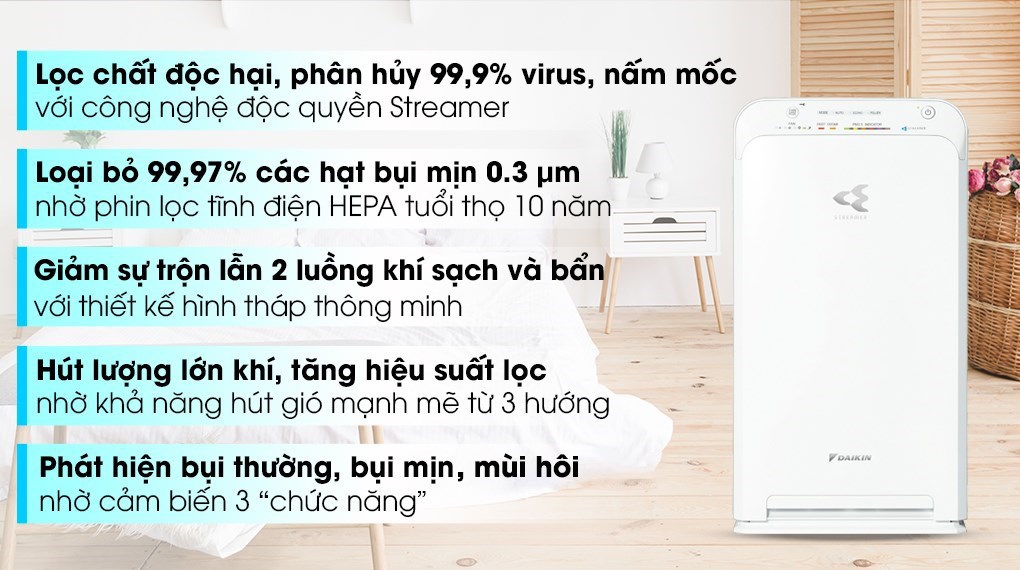 Lọc chất độc hại, phân hủy 99,9% virus, nấm mốc
với công nghệ độc quyền Streamer
Loại bỏ 99,97% các hạt bụi mịn 0.3 µm
nhờ phin lọc tĩnh điện HEPA tuổi thọ 10 năm
Giảm sự trộn lẫn 2 luồng khí sạch và bẩn
với thiết kế hình tháp thông minh
Hút lượng lớn khí, tăng hiệu suất lọc
nhờ khả năng hút gió mạnh mẽ từ 3 hướng
Phát hiện bụi thường, bụi mịn, mùi hôi
nhờ cảm biến 3 “chức năng”
STREAMER
DAIKIN